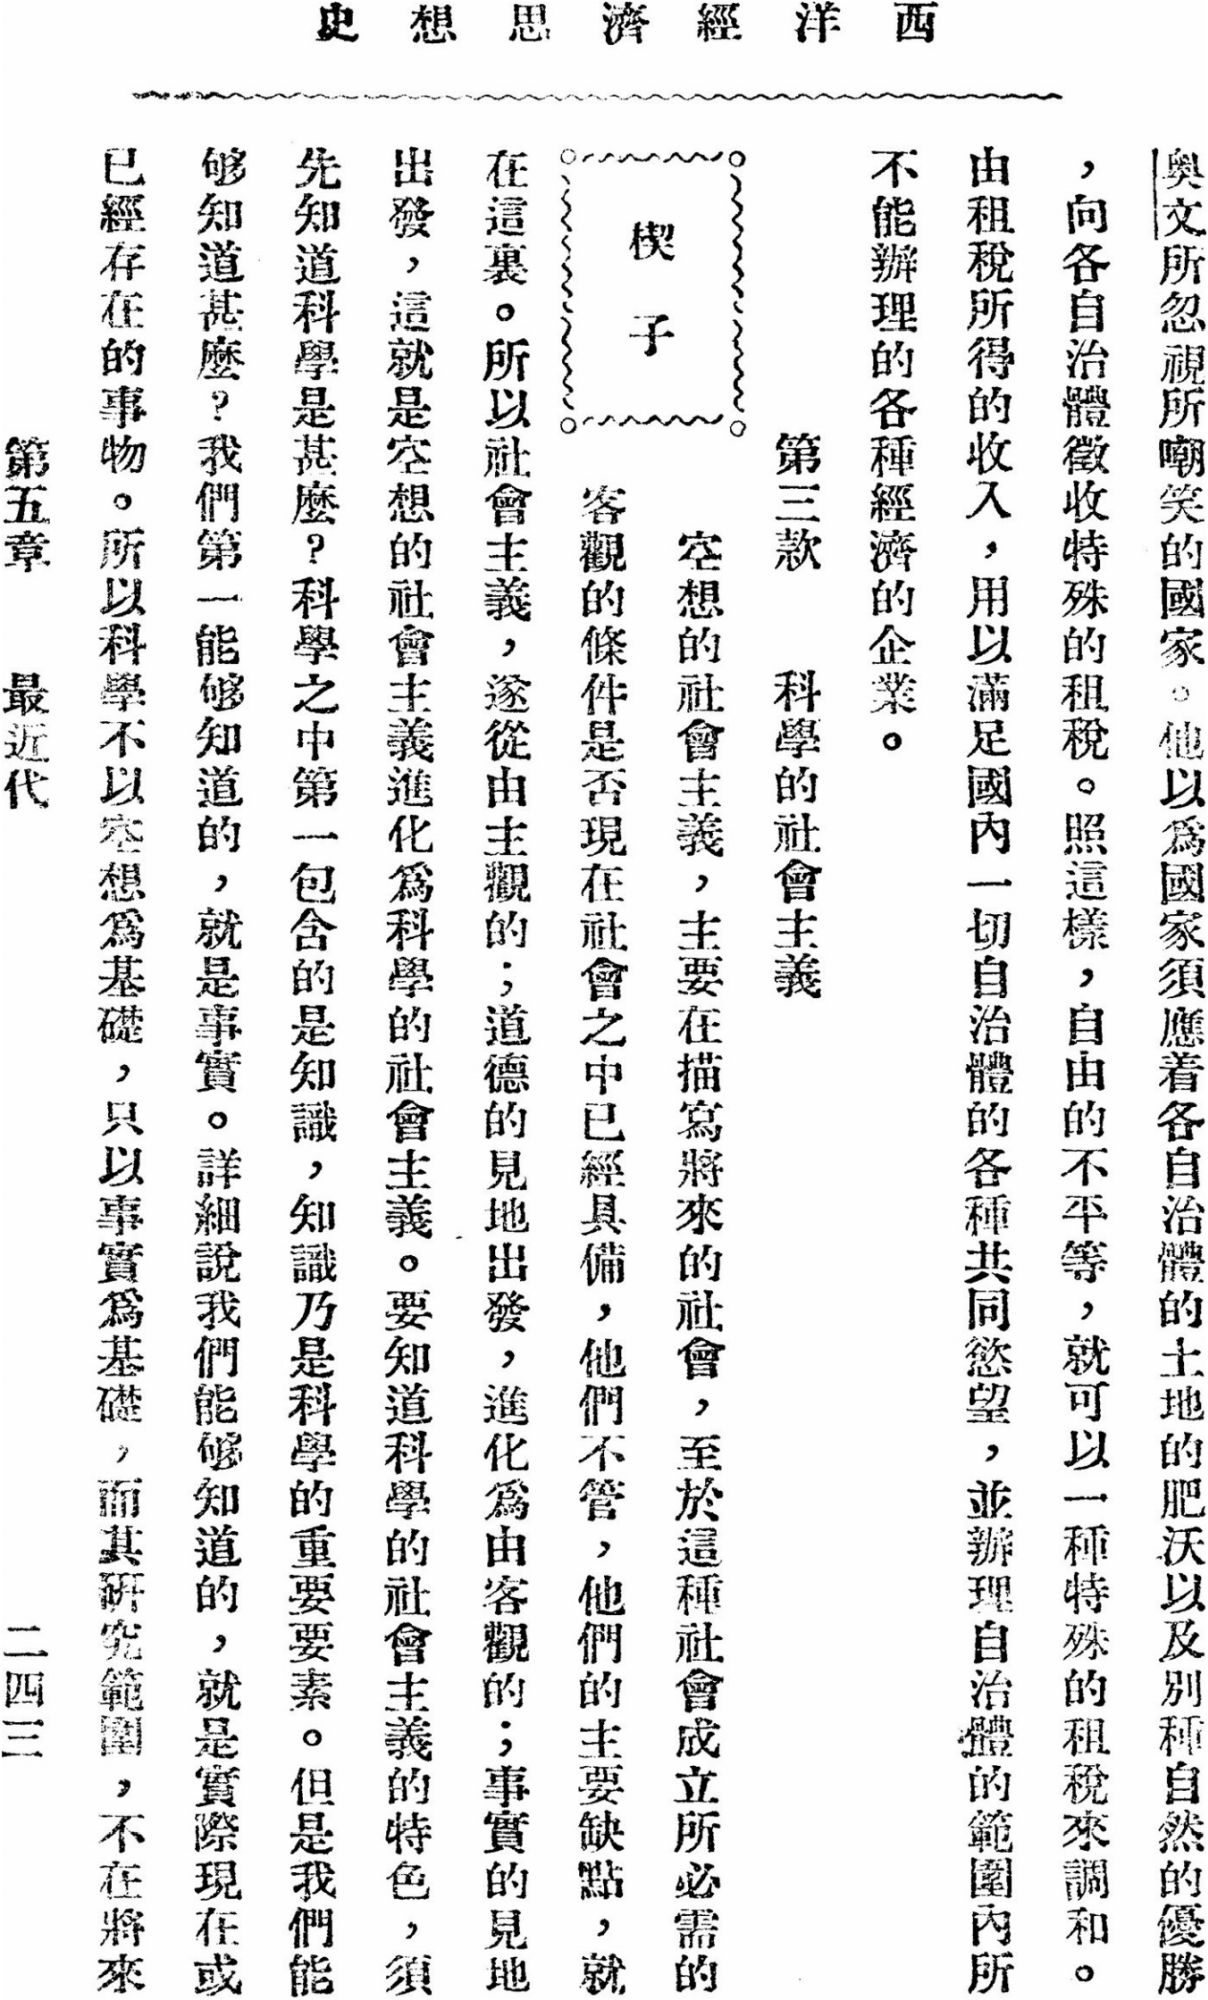 西洋經濟思想史
奧文所忽視所嘲笑的國家。他以爲國家須應着各自治體的土地的肥沃以及別種自然的優勝
，向各自治體徵收特殊的租稅。照這樣，自由的不平等，就可以一種特殊的租稅來調和。
由租稅所得的收入，用以滿足國內一切自治體的各種共同慾望，並辦理自治體的範圍內所
不能辦理的各種經濟的企業。
第三款　科學的社會主義
楔子
空想的社會主義，主要在描寫將來的社會，至於這種社會成立所必需的
客觀的條件是否現在社會之中已經具備，他們不管，他們的主要缺點，就
在這裏。所以社會主義，遂從由主觀的；道德的見地出發，進化爲由客觀的；事實的見地
出發，這就是空想的社會主義進化爲科學的社會主義。要知道科學的社會主義的特色，須
先知道科學是甚麼？科學之中第一包含的是知識，知識乃是科學的重要要素。但是我們能
够知道甚麼？我們第一能够知道的，就是事實。詳細說我們能够知道的，就是實際現在或
已經存在的事物。所以科學不以空想爲基礎，只以事實爲基礎，而其硏究範圍，不在將來
第五章　最近代　二四三